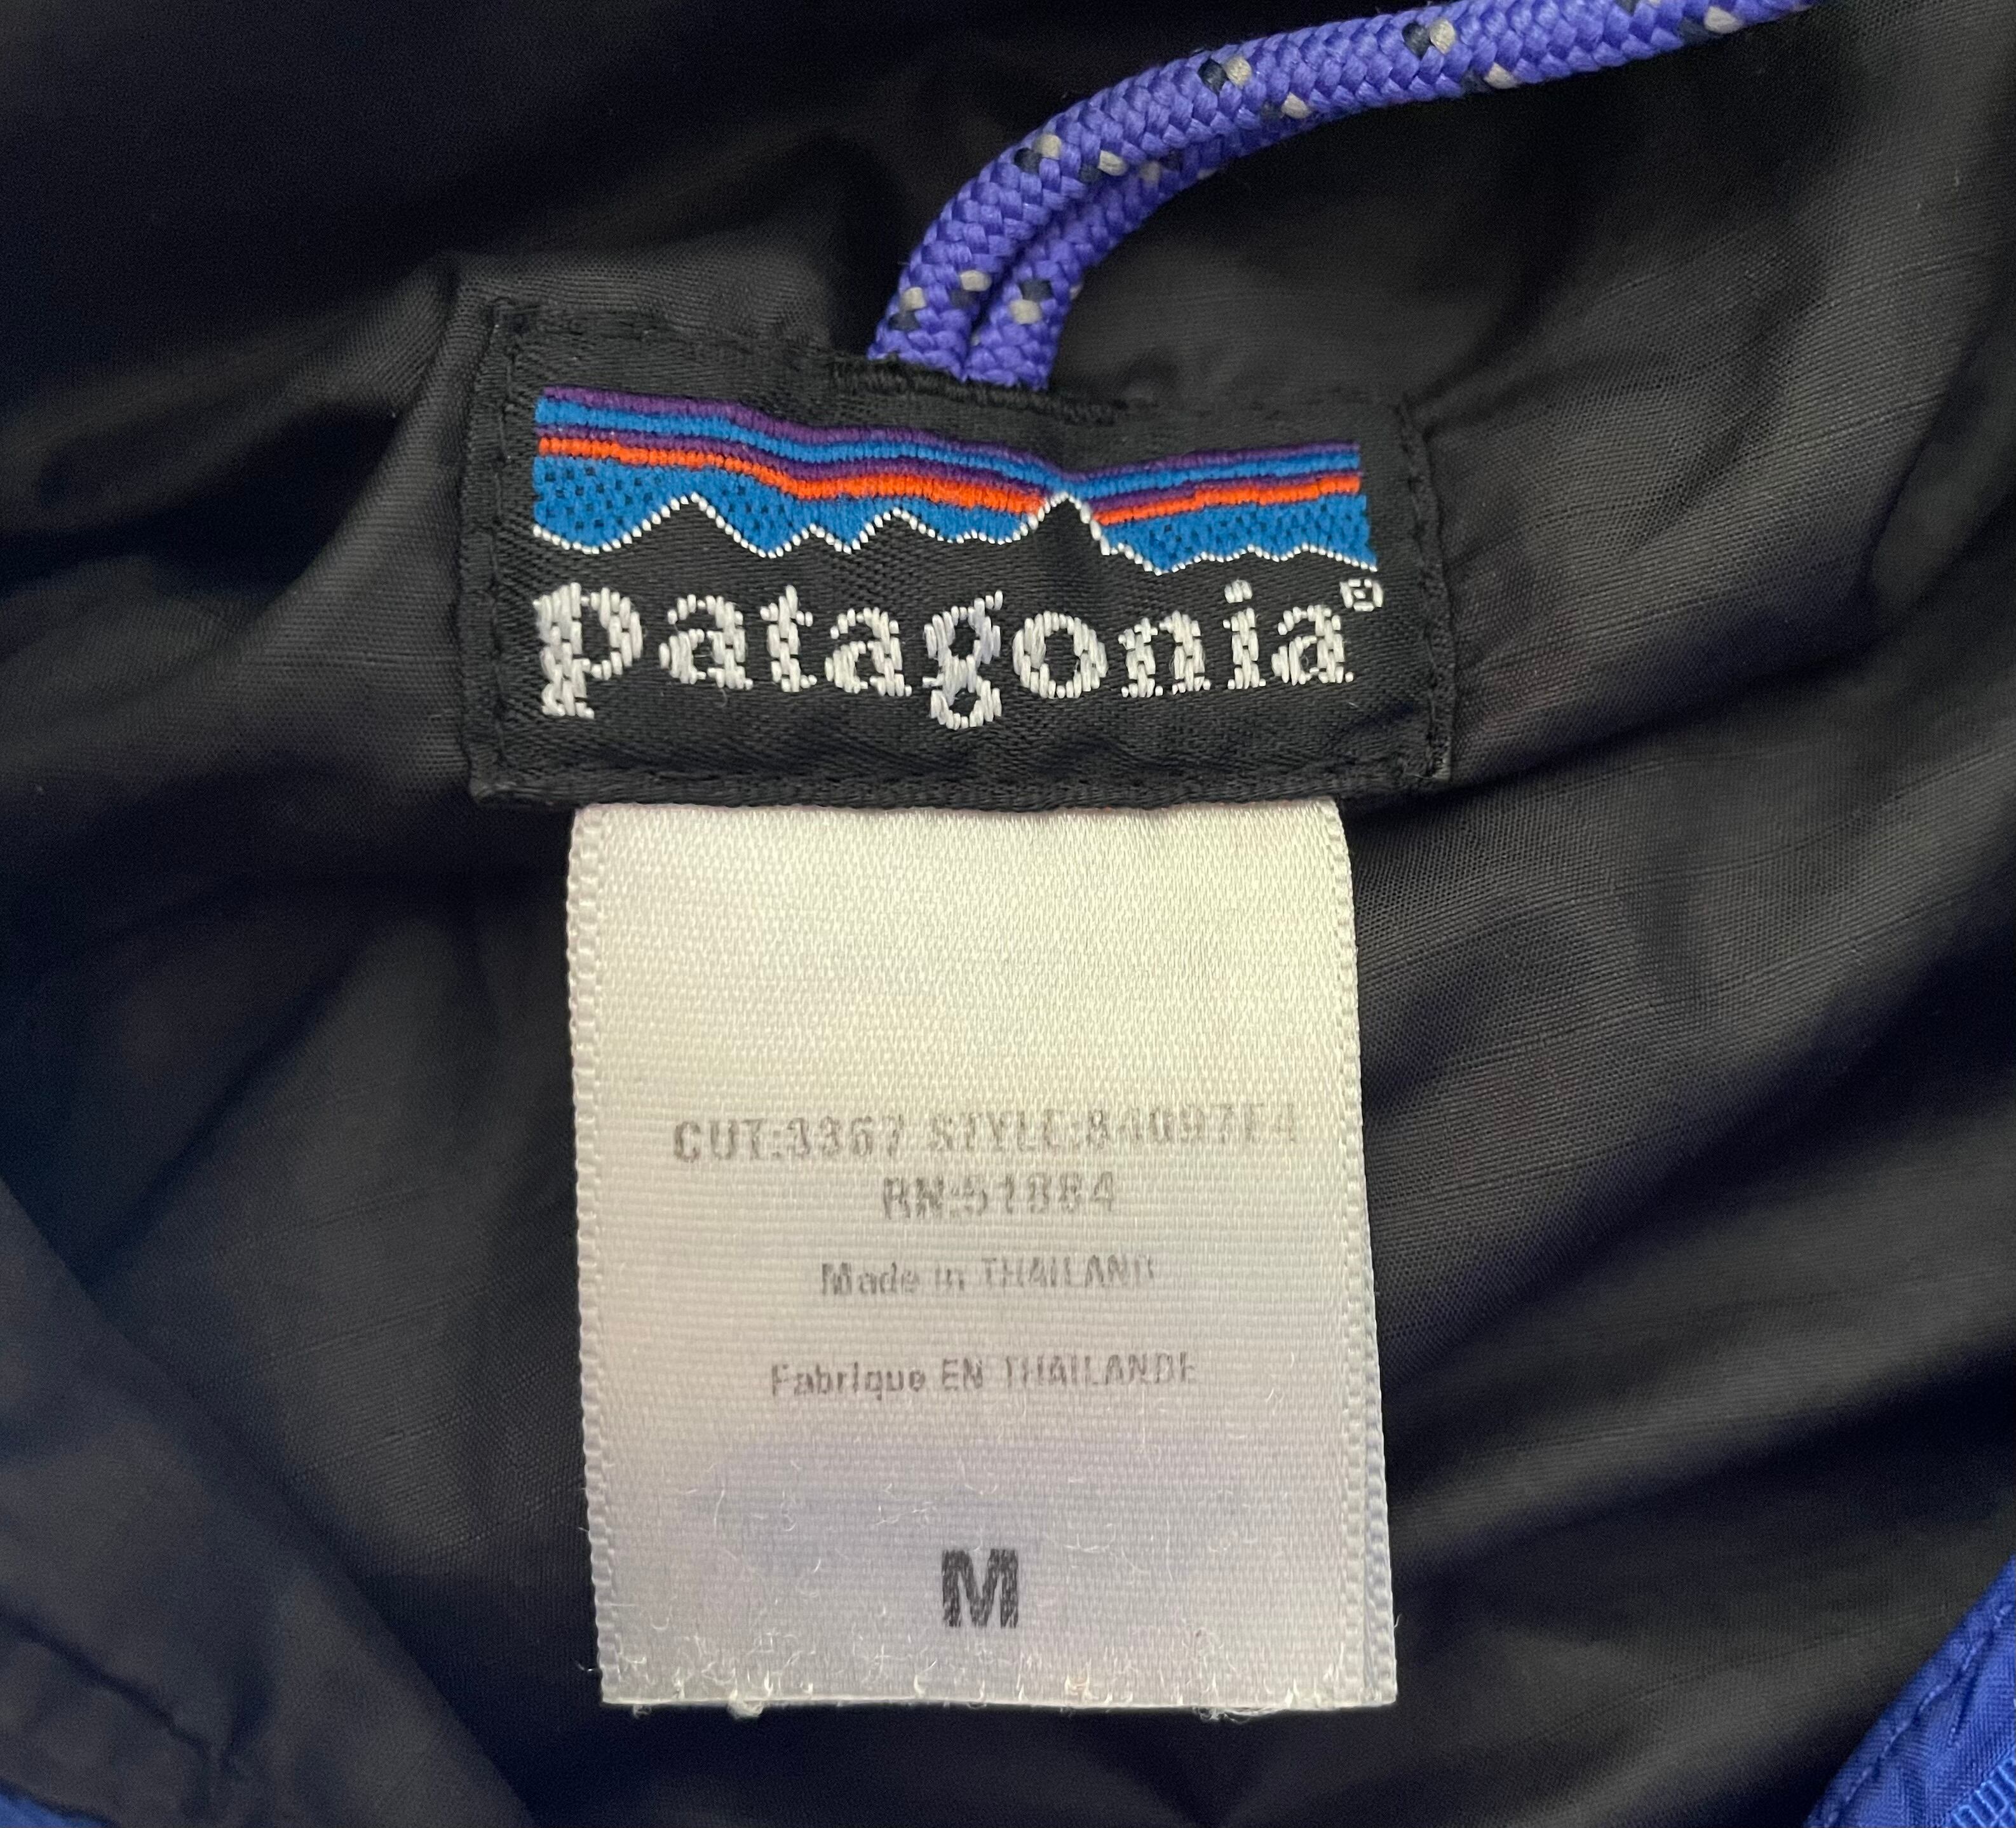 patagonia®
CUT:3367 STYLE:84097F4
RN:51884
Made in THAILAND
Fabrique EN THAILANDE
M